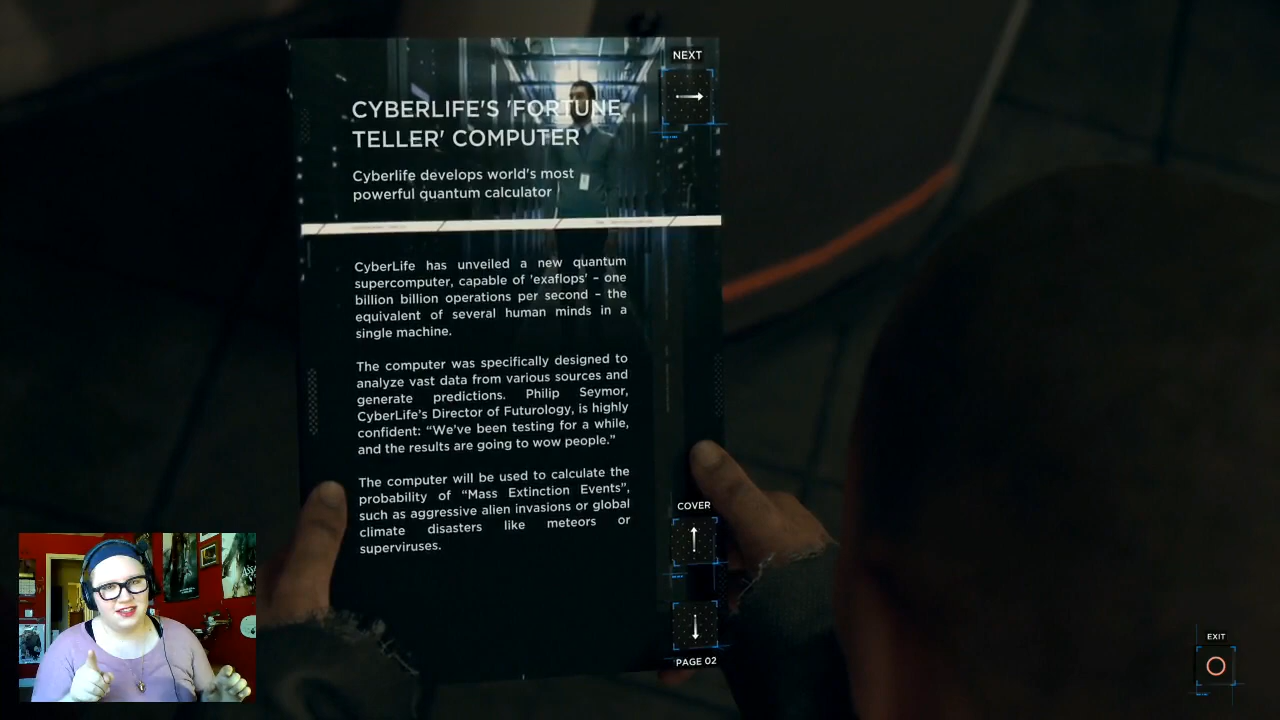 NEXT
CYBERLIFE'S 'FORTUNE
TELLER' COMPUTER
Cyberlife develops world's most
powerful quantum calculator
CyberLife has unveiled a new quantum
supercomputer, capable of 'exaflops' – one
billion billion operations per second – the
equivalent of several human minds in a
single machine.
The computer was specifically designed to
analyze vast data from various sources and
generate predictions. Philip Seymor,
CyberLife's Director of Futurology, is highly
confident: “We've been testing for a while,
and the results are going to wow people.”
The computer will be used to calculate the
probability of “Mass Extinction Events”,
such as aggressive alien invasions or global
climate disasters like meteors or
superviruses.
COVER
PAGE 02
EXIT